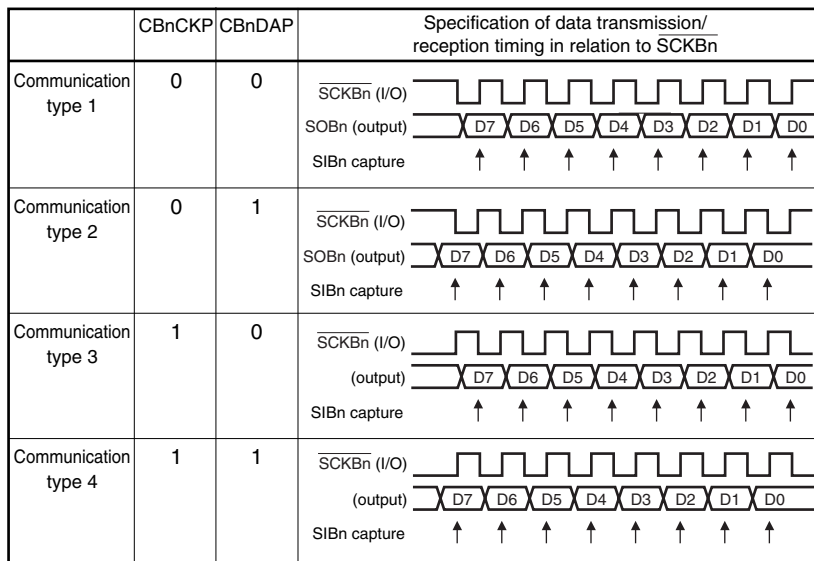 CBnCKP CBnDAP Specification of data transmission/
reception timing in relation to SCKBn
Communication type 1 0 0
SCKBn (I/O)
SOBn (output) D7 D6 D5 D4 D3 D2 D1 D0
SIBn capture
Communication type 2 0 1
SCKBn (I/O)
SOBn (output) D7 D6 D5 D4 D3 D2 D1 D0
SIBn capture
Communication type 3 1 0
SCKBn (I/O)
(output) D7 D6 D5 D4 D3 D2 D1 D0
SIBn capture
Communication type 4 1 1
SCKBn (I/O)
(output) D7 D6 D5 D4 D3 D2 D1 D0
SIBn capture